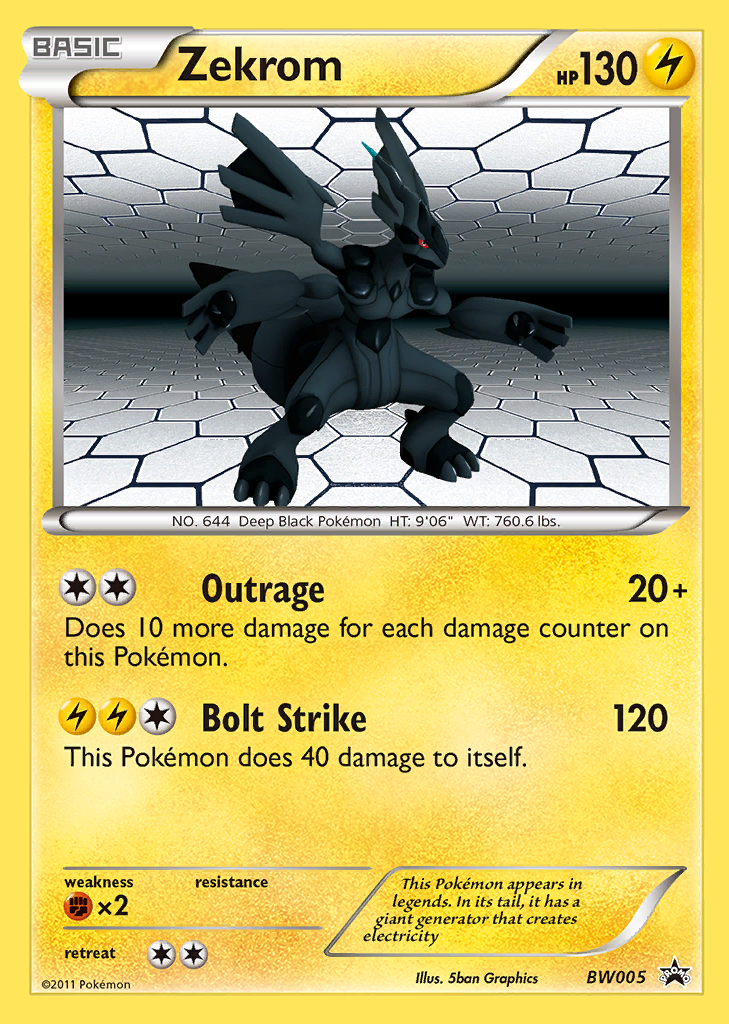 BASIC
Zekrom
HP130
NO. 644 Deep Black Pokémon HT: 9'06" WT: 760.6 lbs.
Outrage 20+
Does 10 more damage for each damage counter on
this Pokémon.
Bolt Strike 120
This Pokémon does 40 damage to itself.
weakness resistance
×2
retreat
This Pokémon appears in
legends. In its tail, it has a
giant generator that creates
electricity
©2011 Pokémon
Illus. 5ban Graphics
BW005
PROMO